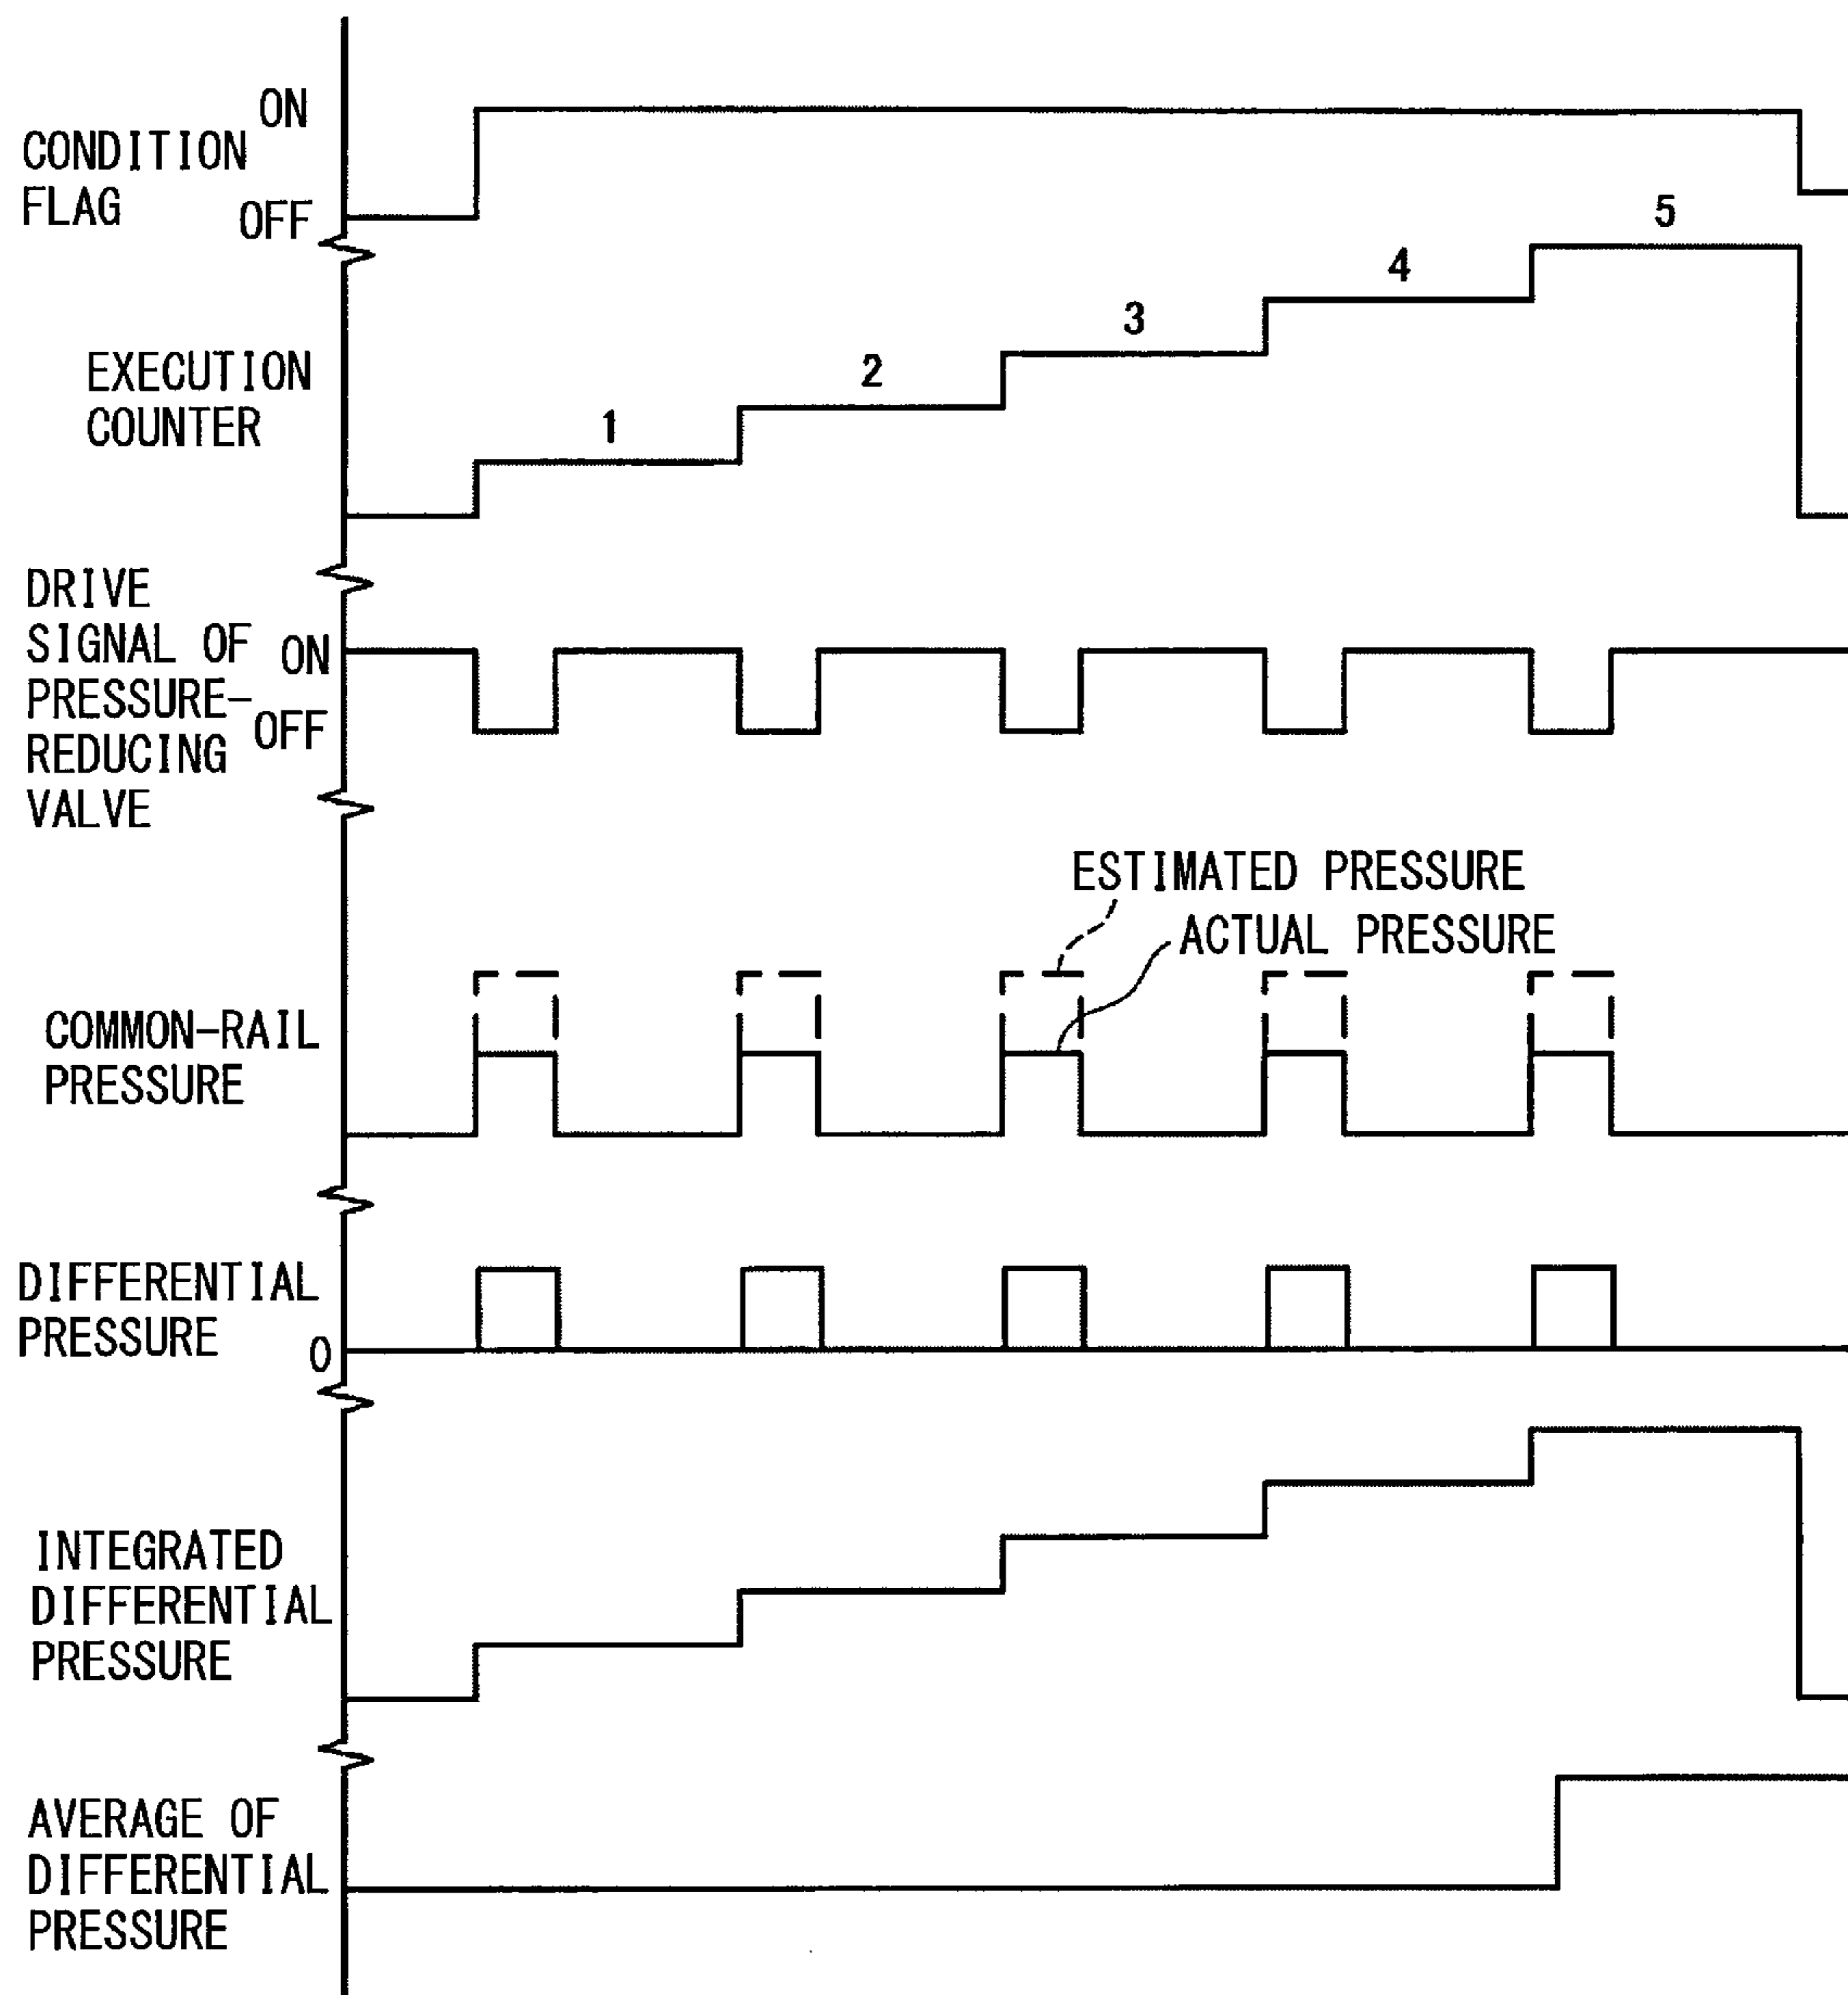 ON
CONDITION
FLAG
OFF
5
4
3
EXECUTION
COUNTER
2
1
DRIVE
SIGNAL OF
PRESSURE-
REDUCING
VALVE
ON
OFF
ESTIMATED PRESSURE
ACTUAL PRESSURE
COMMON-RAIL
PRESSURE
DIFFERENTIAL
PRESSURE
0
INTEGRATED
DIFFERENTIAL
PRESSURE
AVERAGE OF
DIFFERENTIAL
PRESSURE